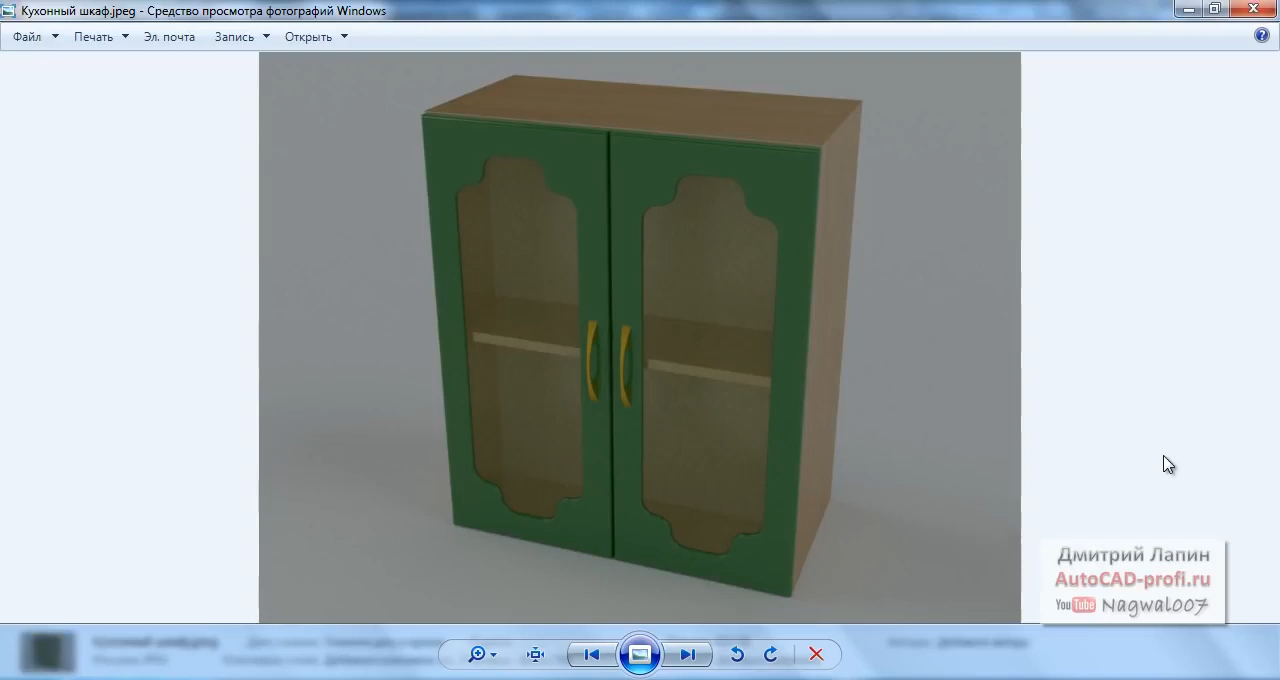 Кухонный шкаф.jpeg - Средство просмотра фотографий Windows
Файл Печать Эл. почта Запись Открыть
Дмитрий Лапин
AutoCAD-profi.ru
YouTube Nagwal007